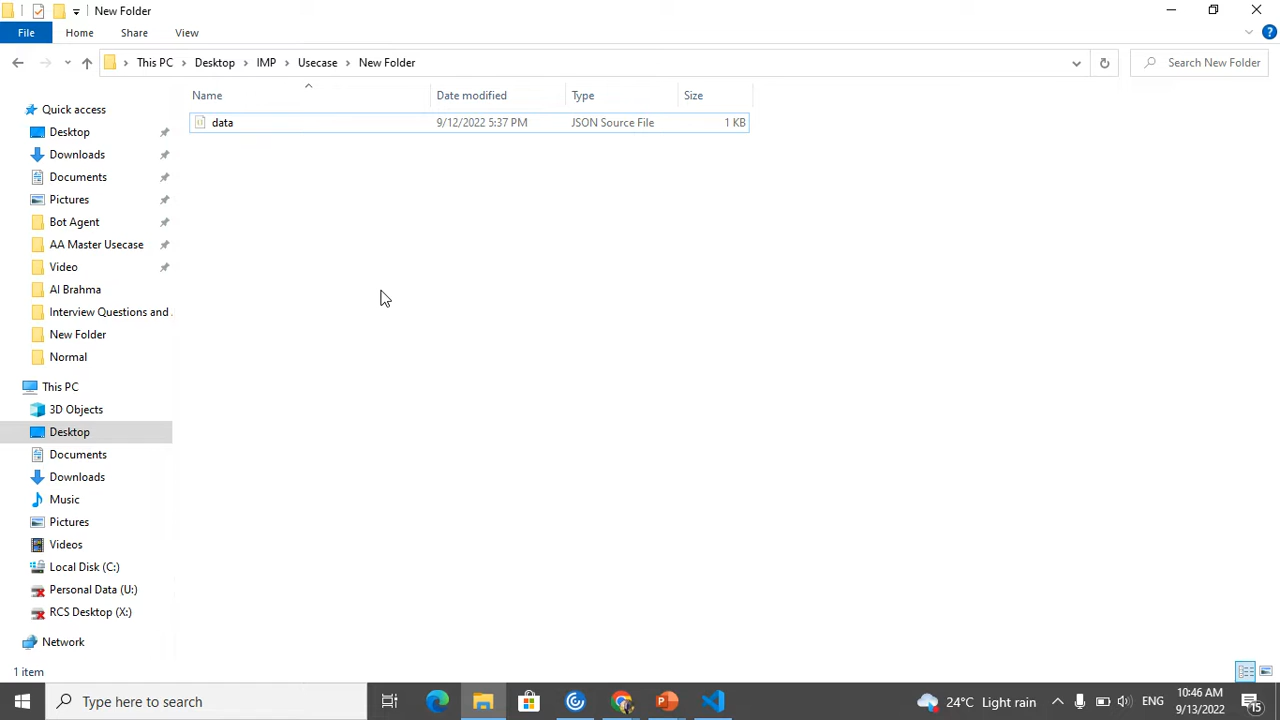 New Folder
File Home Share View
This PC Desktop IMP Usecase New Folder
Search New Folder
Name Date modified Type Size
data 9/12/2022 5:37 PM JSON Source File 1 KB
Quick access
Desktop
Downloads
Documents
Pictures
Bot Agent
AA Master Usecase
Video
AI Brahma
Interview Questions and .
New Folder
Normal
This PC
3D Objects
Desktop
Documents
Downloads
Music
Pictures
Videos
Local Disk (C:)
Personal Data (U:)
RCS Desktop (X:)
Network
1 item
Type here to search
24°C Light rain
ENG
10:46 AM
9/13/2022
15